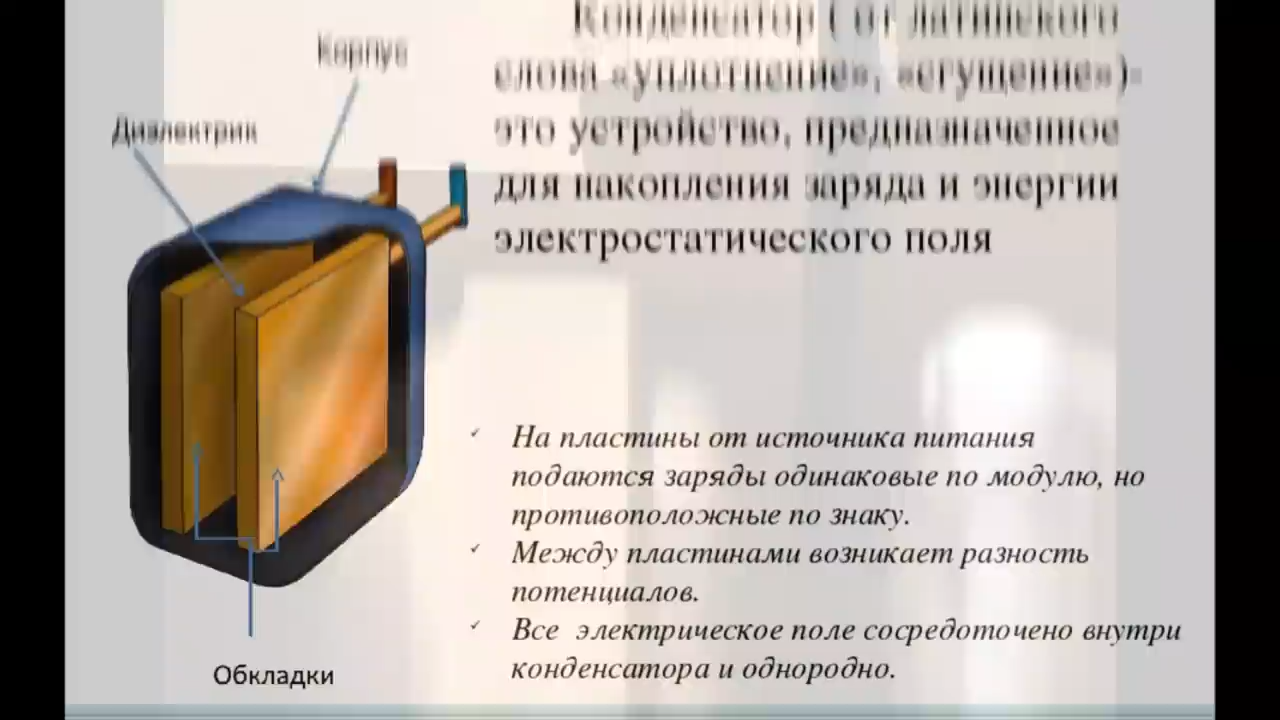 Корпус
Диэлектрик
Конденсатор ( от латинского
слова «уплотнение», «сгущение»)-
это устройство, предназначенное
для накопления заряда и энергии
электростатического поля
На пластины от источника питания
подаются заряды одинаковые по модулю, но
противоположные по знаку.
Между пластинами возникает разность
потенциалов.
Все электрическое поле сосредоточено внутри
конденсатора и однородно.
Обкладки